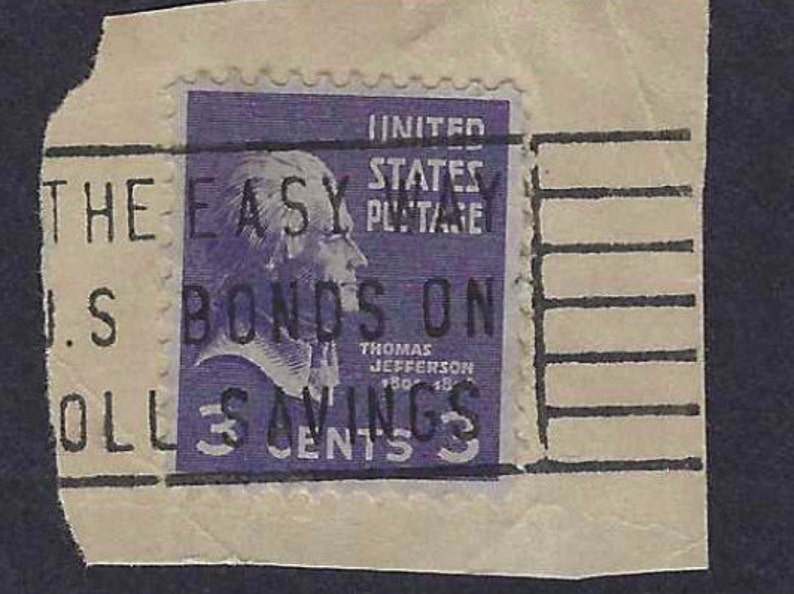 UNITED
STATES
POSTAGE
THE EASY WAY
.S BONDS ON
THOMAS
JEFFERSON
OLL SAVINGS
3 CENTS 3